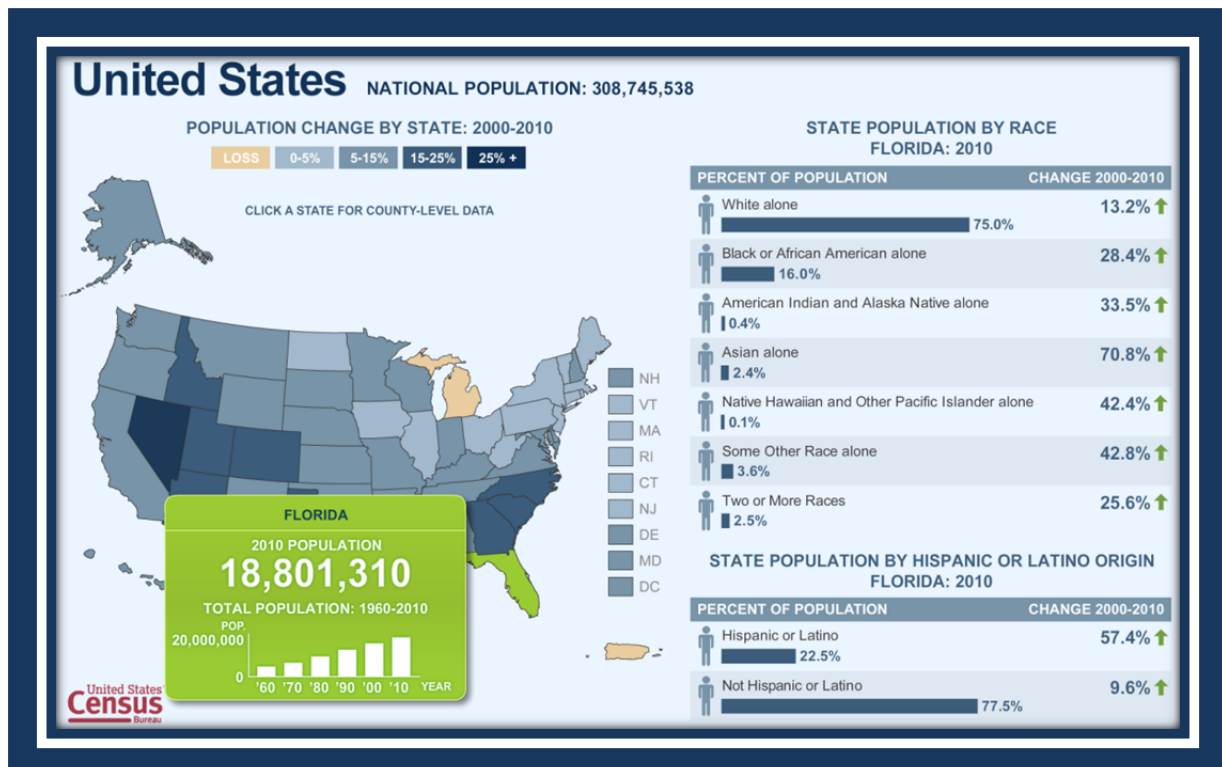 United States NATIONAL POPULATION: 308,745,538
POPULATION CHANGE BY STATE: 2000-2010
LOSS 0-5% 5-15% 15-25% 25% +
CLICK A STATE FOR COUNTY-LEVEL DATA
NH
VT
MA
RI
CT
NJ
DE
MD
DC
FLORIDA
2010 POPULATION
18,801,310
TOTAL POPULATION: 1960-2010
POP.
20,000,000
0
'60 '70 '80 '90 '00 '10 YEAR
United States
Census
Bureau
STATE POPULATION BY RACE
FLORIDA: 2010
PERCENT OF POPULATION CHANGE 2000-2010
White alone 13.2%
75.0%
Black or African American alone 28.4%
16.0%
American Indian and Alaska Native alone 33.5%
0.4%
Asian alone 70.8%
2.4%
Native Hawaiian and Other Pacific Islander alone 42.4%
0.1%
Some Other Race alone 42.8%
3.6%
Two or More Races 25.6%
2.5%
STATE POPULATION BY HISPANIC OR LATINO ORIGIN
FLORIDA: 2010
PERCENT OF POPULATION CHANGE 2000-2010
Hispanic or Latino 57.4%
22.5%
Not Hispanic or Latino 9.6%
77.5%